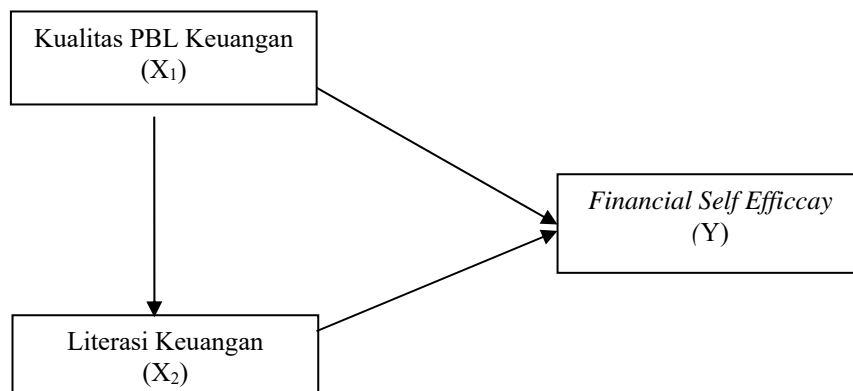 Kualitas PBL Keuangan
(X₁)
Financial Self Efficcay
(Y)
Literasi Keuangan
(X₂)